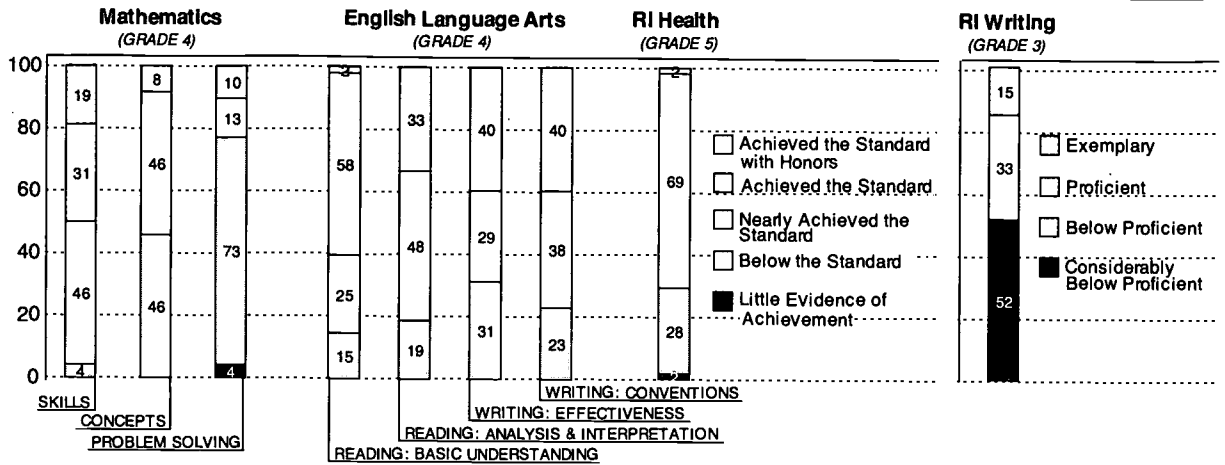 Mathematics
(GRADE 4)
English Language Arts
(GRADE 4)
RI Health
(GRADE 5)
RI Writing
(GRADE 3)
100
80
60
40
20
0
19
31
46
4
8
46
46
10
13
73
4
2
58
25
15
33
48
19
40
29
31
40
38
23
2
69
28
2
Achieved the Standard
with Honors
Achieved the Standard
Nearly Achieved the
Standard
Below the Standard
Little Evidence of
Achievement
15
33
52
Exemplary
Proficient
Below Proficient
Considerably
Below Proficient
SKILLS
CONCEPTS
PROBLEM SOLVING
WRITING: CONVENTIONS
WRITING: EFFECTIVENESS
READING: ANALYSIS & INTERPRETATION
READING: BASIC UNDERSTANDING